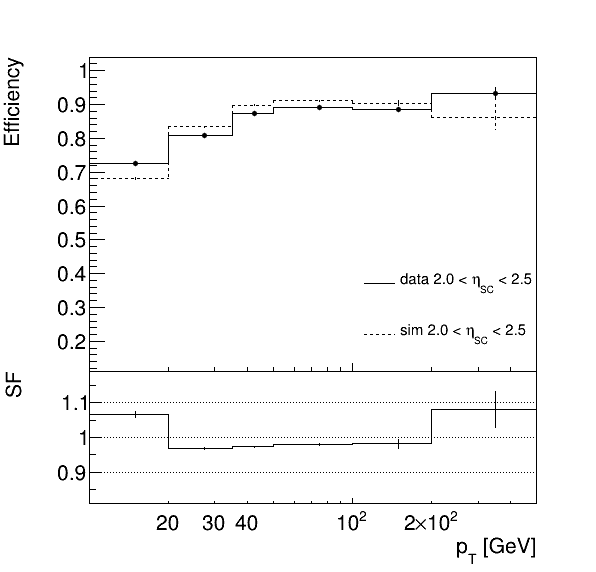 Efficiency
1
0.9
0.8
0.7
0.6
0.5
0.4
0.3
0.2
data 2.0 < η_SC < 2.5
sim 2.0 < η_SC < 2.5
SF
1.1
1
0.9
20 30 40 10² 2×10²
p_T [GeV]